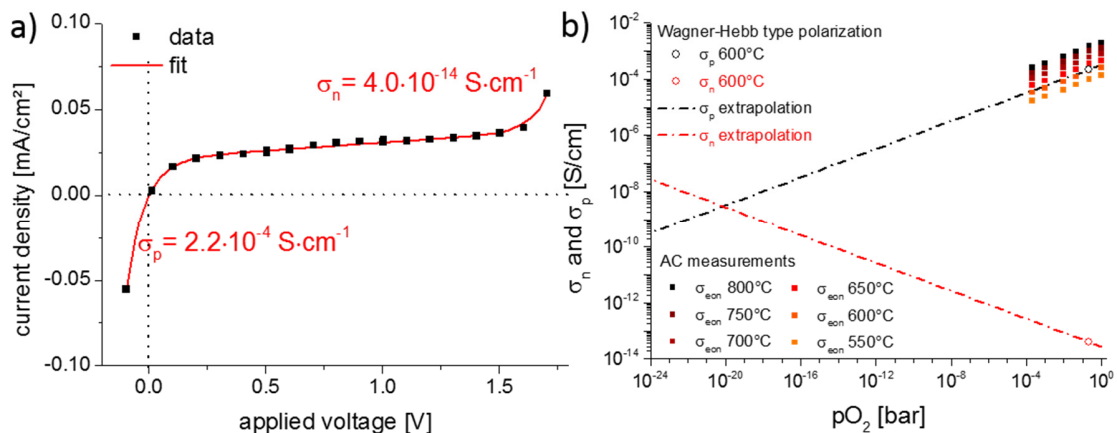 a)
0.10
0.05
0.00
-0.05
-0.10
current density [mA/cm²]
data
fit
σn = 4.0·10-14 S·cm-1
σp = 2.2·10-4 S·cm-1
0.0 0.5 1.0 1.5
applied voltage [V]
b)
10-2
10-4
10-6
10-8
10-10
10-12
10-14
σn and σp [S/cm]
Wagner-Hebb type polarization
σp 600°C
σn 600°C
σp extrapolation
σn extrapolation
AC measurements
σeon 800°C σeon 650°C
σeon 750°C σeon 600°C
σeon 700°C σeon 550°C
10-24 10-20 10-16 10-12 10-8 10-4 100
pO2 [bar]